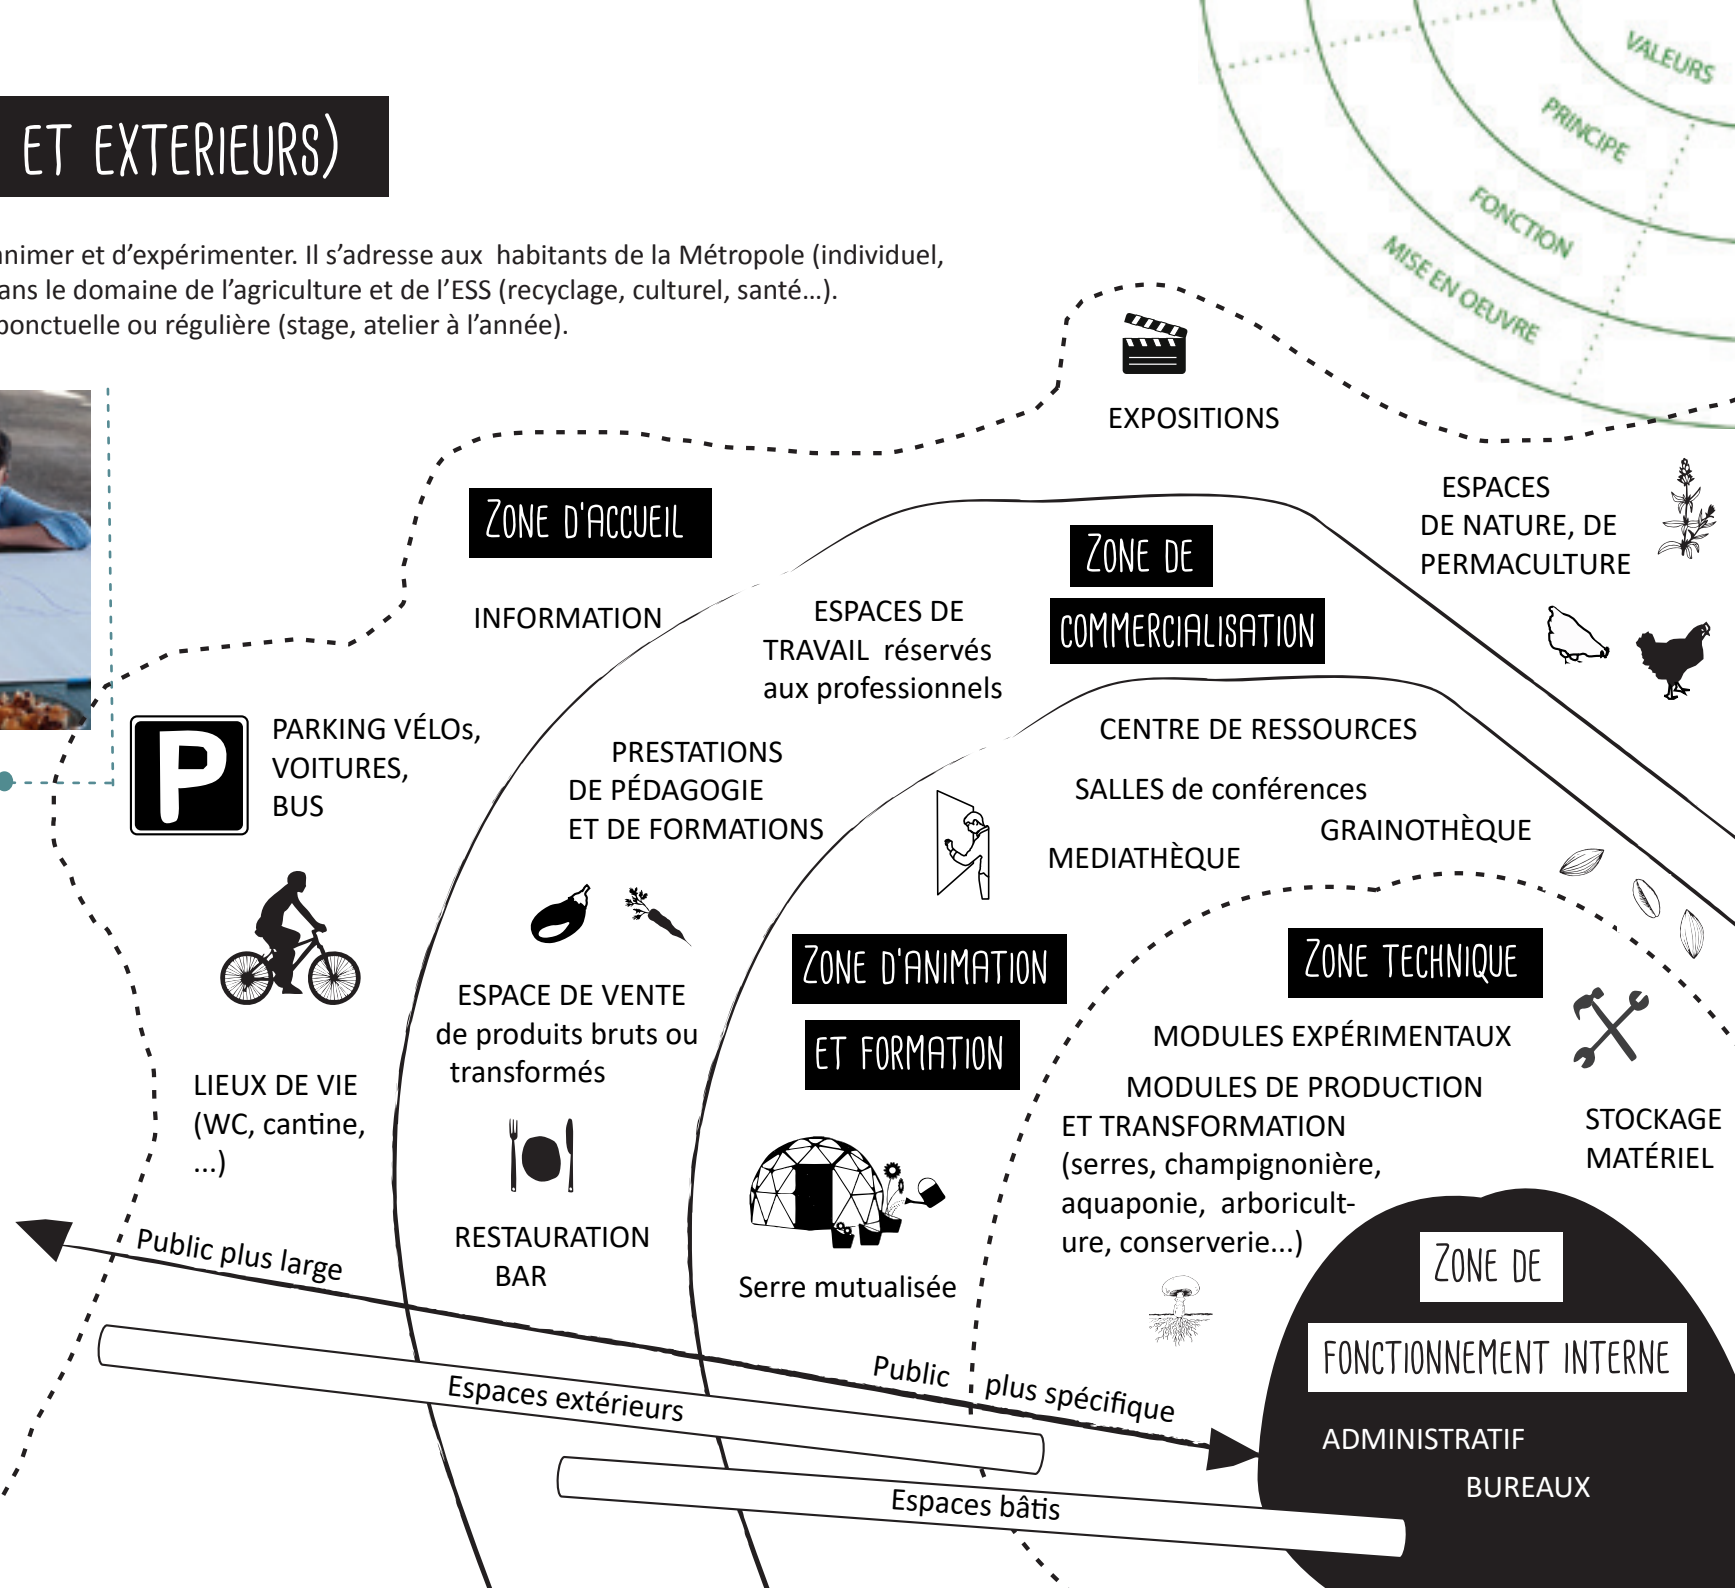 ET EXTERIEURS)
VALEURS
PRINCIPE
FONCTION
MISE EN OEUVRE
animer et d'expérimenter. Il s'adresse aux habitants de la Métropole (individuel,
ans le domaine de l'agriculture et de l'ESS (recyclage, culturel, santé...).
ponctuelle ou régulière (stage, atelier à l'année).
EXPOSITIONS
ZONE D'ACCUEIL
INFORMATION
ESPACES
DE NATURE, DE
PERMACULTURE
ZONE DE
COMMERCIALISATION
ESPACES DE
TRAVAIL réservés
aux professionnels
P
PARKING VÉLOs,
VOITURES,
BUS
PRESTATIONS
DE PÉDAGOGIE
ET DE FORMATIONS
CENTRE DE RESSOURCES
SALLES de conférences
GRAINOTHÈQUE
MEDIATHÈQUE
ZONE D'ANIMATION
ET FORMATION
ZONE TECHNIQUE
ESPACE DE VENTE
de produits bruts ou
transformés
MODULES EXPÉRIMENTAUX
MODULES DE PRODUCTION
ET TRANSFORMATION
(serres, champignonière,
aquaponie, arboricult-
ure, conserverie...)
STOCKAGE
MATÉRIEL
LIEUX DE VIE
(WC, cantine,
...)
RESTAURATION
BAR
Serre mutualisée
ZONE DE
FONCTIONNEMENT INTERNE
ADMINISTRATIF
BUREAUX
Public plus large
Public plus spécifique
Espaces extérieurs
Espaces bâtis